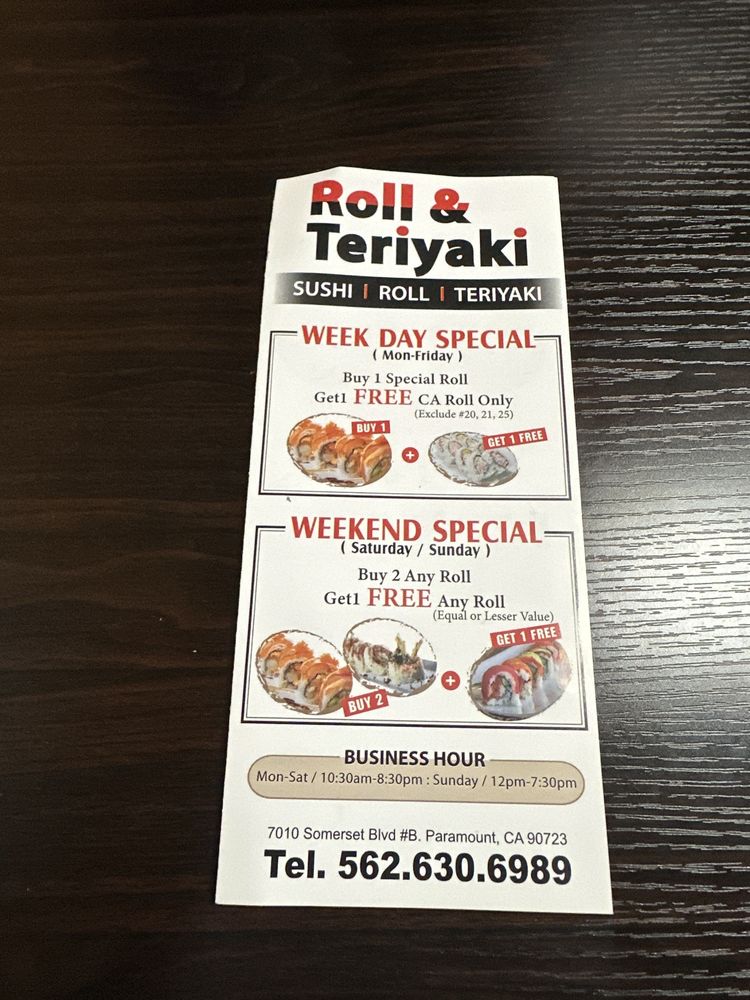 Roll &
Teriyaki
SUSHI | ROLL | TERIYAKI
WEEK DAY SPECIAL
( Mon-Friday )
Buy 1 Special Roll
Get1 FREE CA Roll Only
(Exclude #20, 21, 25)
BUY 1
+
GET 1 FREE
WEEKEND SPECIAL
( Saturday / Sunday )
Buy 2 Any Roll
Get1 FREE Any Roll
(Equal or Lesser Value)
BUY 2
+
GET 1 FREE
BUSINESS HOUR
Mon-Sat / 10:30am-8:30pm : Sunday / 12pm-7:30pm
7010 Somerset Blvd #B. Paramount, CA 90723
Tel. 562.630.6989